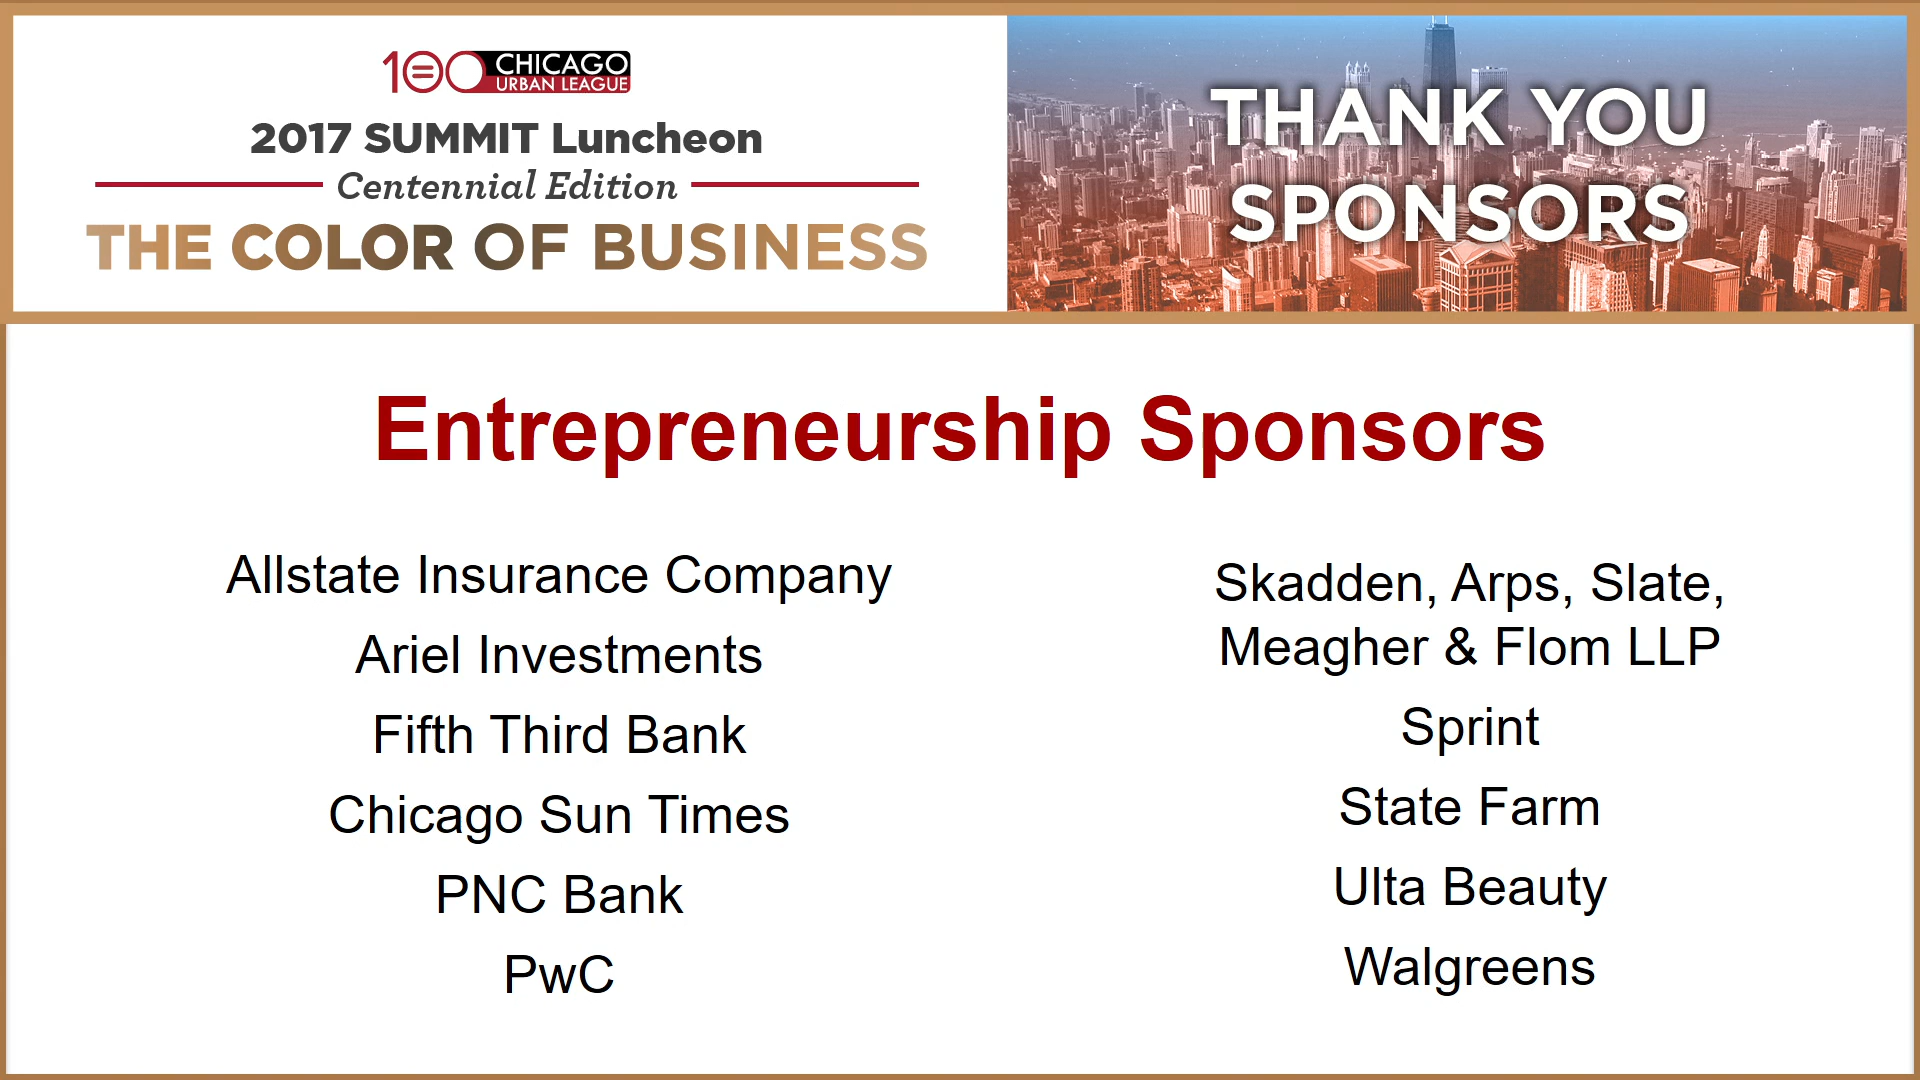 100 CHICAGO
URBAN LEAGUE
2017 SUMMIT Luncheon
Centennial Edition
THE COLOR OF BUSINESS
THANK YOU
SPONSORS
Entrepreneurship Sponsors
Allstate Insurance Company
Ariel Investments
Fifth Third Bank
Chicago Sun Times
PNC Bank
PwC
Skadden, Arps, Slate,
Meagher & Flom LLP
Sprint
State Farm
Ulta Beauty
Walgreens